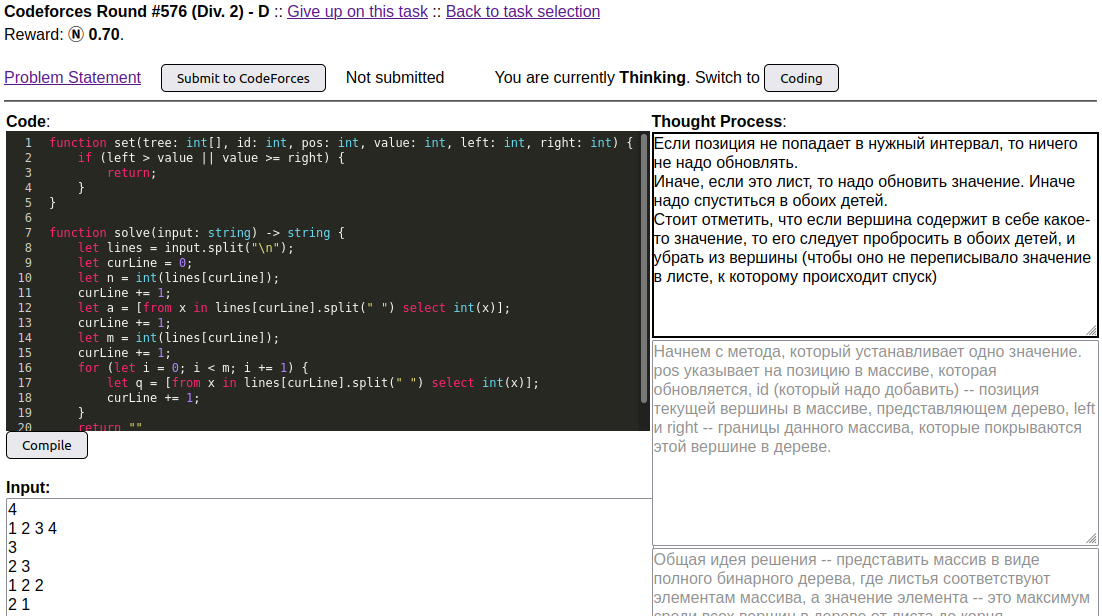 Codeforces Round #576 (Div. 2) - D :: Give up on this task :: Back to task selection
Reward: Ⓝ 0.70.
Problem Statement Submit to CodeForces Not submitted You are currently Thinking. Switch to Coding
Code:
1 function set(tree: int[], id: int, pos: int, value: int, left: int, right: int) {
2 if (left > value || value >= right) {
3 return;
4 }
5 }
6
7 function solve(input: string) -> string {
8 let lines = input.split("\n");
9 let curLine = 0;
10 let n = int(lines[curLine]);
11 curLine += 1;
12 let a = [from x in lines[curLine].split(" ") select int(x)];
13 curLine += 1;
14 let m = int(lines[curLine]);
15 curLine += 1;
16 for (let i = 0; i < m; i += 1) {
17 let q = [from x in lines[curLine].split(" ") select int(x)];
18 curLine += 1;
19 }
20 return ""
Compile
Input:
4
1 2 3 4
3
2 3
1 2 2
2 1
Thought Process:
Если позиция не попадает в нужный интервал, то ничего
не надо обновлять.
Иначе, если это лист, то надо обновить значение. Иначе
надо спуститься в обоих детей.
Стоит отметить, что если вершина содержит в себе какое-
то значение, то его следует пробросить в обоих детей, и
убрать из вершины (чтобы оно не переписывало значение
в листе, к которому происходит спуск)
Начнем с метода, который устанавливает одно значение.
pos указывает на позицию в массиве, которая
обновляется, id (который надо добавить) -- позиция
текущей вершины в массиве, представляющем дерево, left
и right -- границы данного массива, которые покрываются
этой вершине в дереве.
Общая идея решения -- представить массив в виде
полного бинарного дерева, где листья соответствуют
элементам массива, а значение элемента -- это максимум
среди всех вершин в дереве от листа до корня